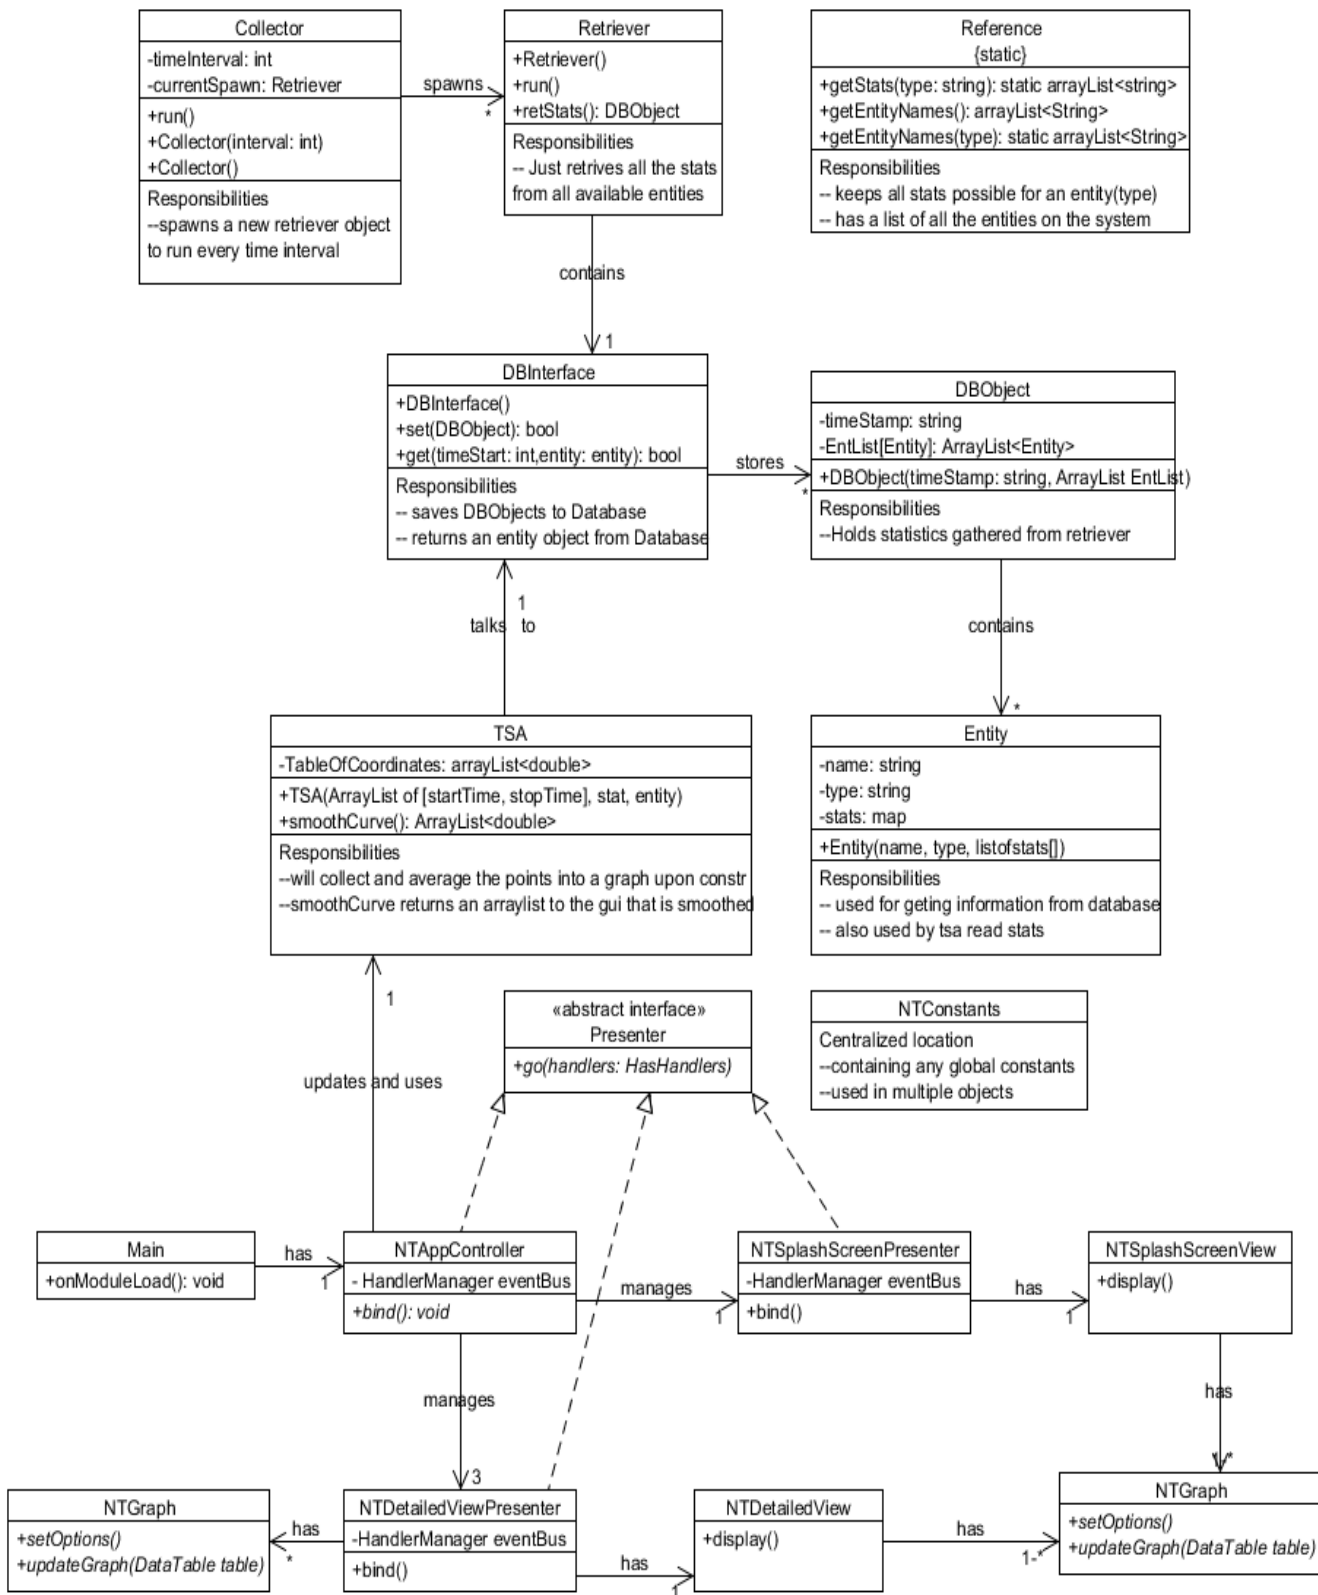 Collector
-timeInterval: int
-currentSpawn: Retriever
+run()
+Collector(interval: int)
+Collector()
Responsibilities
--spawns a new retriever object
to run every time interval
spawns
*
Retriever
+Retriever()
+run()
+retStats(): DBObject
Responsibilities
-- Just retrives all the stats
from all available entities
Reference
{static}
+getStats(type: string): static arrayList<string>
+getEntityNames(): arrayList<String>
+getEntityNames(type): static arrayList<String>
Responsibilities
-- keeps all stats possible for an entity(type)
-- has a list of all the entities on the system
contains
1
DBInterface
+DBInterface()
+set(DBObject): bool
+get(timeStart: int,entity: entity): bool
Responsibilities
-- saves DBObjects to Database
-- returns an entity object from Database
stores
*
DBObject
-timeStamp: string
-EntList[Entity]: ArrayList<Entity>
+DBObject(timeStamp: string, ArrayList EntList)
Responsibilities
--Holds statistics gathered from retriever
1
talks to
contains
*
TSA
-TableOfCoordinates: arrayList<double>
+TSA(ArrayList of [startTime, stopTime], stat, entity)
+smoothCurve(): ArrayList<double>
Responsibilities
--will collect and average the points into a graph upon constr
--smoothCurve returns an arraylist to the gui that is smoothed
Entity
-name: string
-type: string
-stats: map
+Entity(name, type, listofstats[])
Responsibilities
-- used for geting information from database
-- also used by tsa read stats
1
updates and uses
«abstract interface»
Presenter
+go(handlers: HasHandlers)
NTConstants
Centralized location
--containing any global constants
--used in multiple objects
Main
+onModuleLoad(): void
has
1
NTAppController
- HandlerManager eventBus
+bind(): void
manages
1
NTSplashScreenPresenter
-HandlerManager eventBus
+bind()
has
1
NTSplashScreenView
+display()
manages
3
has
1-*
NTGraph
+setOptions()
+updateGraph(DataTable table)
has
*
NTDetailedViewPresenter
-HandlerManager eventBus
+bind()
has
1
NTDetailedView
+display()
has
1-*
NTGraph
+setOptions()
+updateGraph(DataTable table)